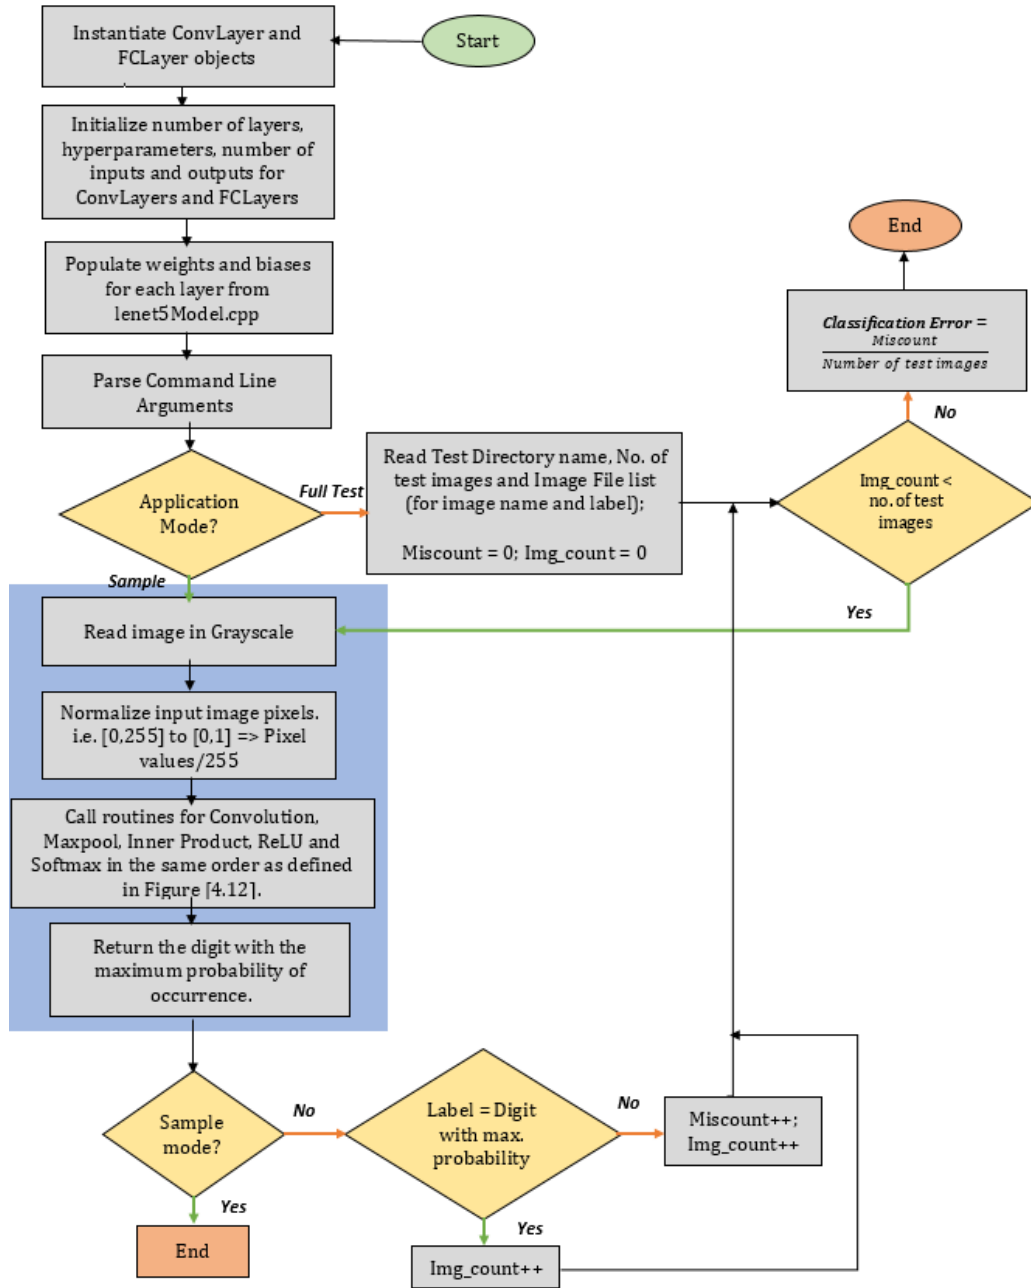 Start
Instantiate ConvLayer and
FCLayer objects
Initialize number of layers,
hyperparameters, number of
inputs and outputs for
ConvLayers and FCLayers
Populate weights and biases
for each layer from
lenet5Model.cpp
Parse Command Line
Arguments
Application
Mode?
Full Test
Read Test Directory name, No. of
test images and Image File list
(for image name and label);
Miscount = 0; Img_count = 0
Img_count <
no. of test
images
No
Classification Error =
Miscount
Number of test images
End
Yes
Sample
Read image in Grayscale
Normalize input image pixels.
i.e. [0,255] to [0,1] => Pixel
values/255
Call routines for Convolution,
Maxpool, Inner Product, ReLU and
Softmax in the same order as defined
in Figure [4.12].
Return the digit with the
maximum probability of
occurrence.
Sample
mode?
No
Label = Digit
with max.
probability
No
Miscount++;
Img_count++
Yes
End
Yes
Img_count++